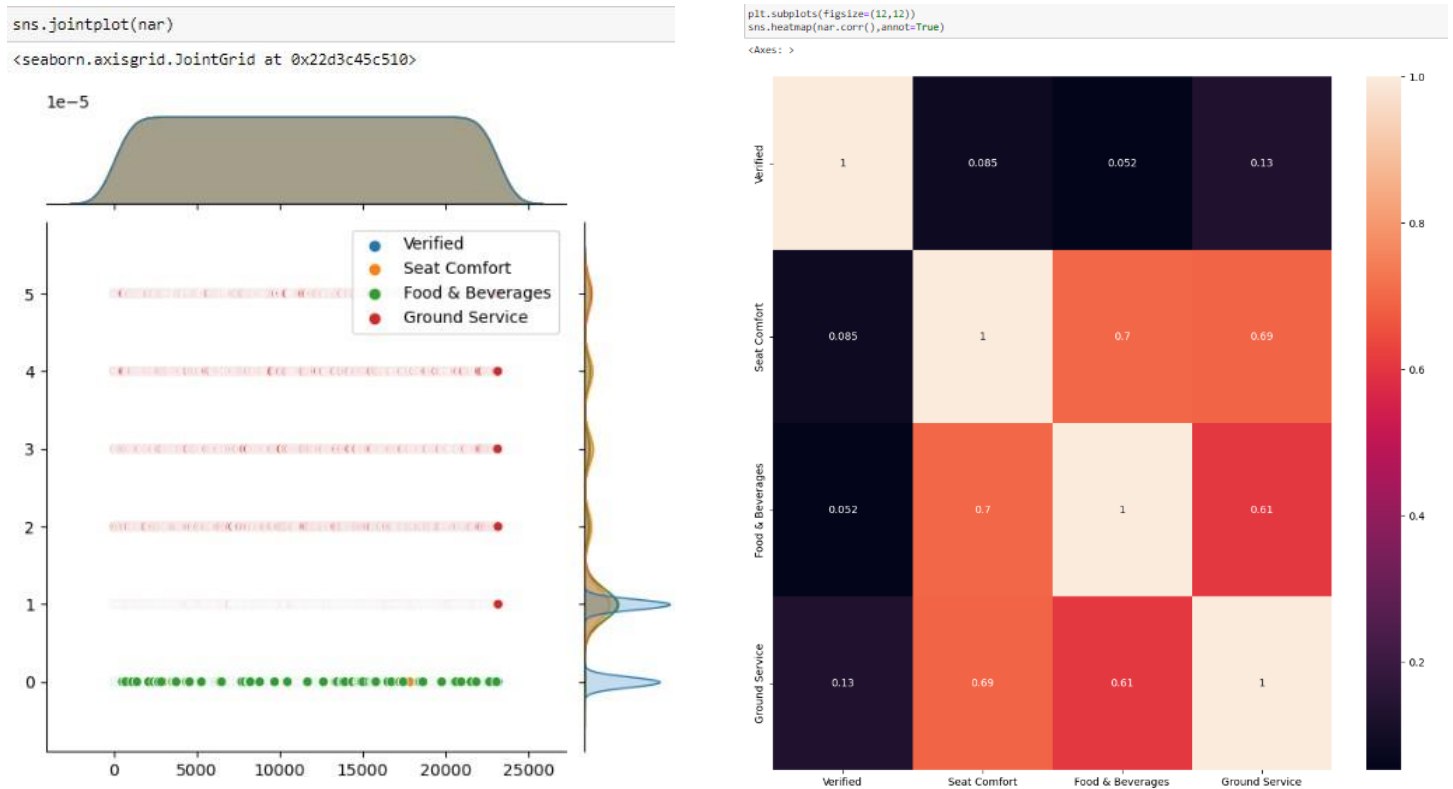 sns.jointplot(nar)
<seaborn.axisgrid.JointGrid at 0x22d3c45c510>
1e−5
Verified
Seat Comfort
Food & Beverages
Ground Service
5
4
3
2
1
0
0 5000 10000 15000 20000 25000
plt.subplots(figsize=(12,12))
sns.heatmap(nar.corr(),annot=True)
<Axes: >
Verified
1 0.085 0.052 0.13
Seat Comfort
0.085 1 0.7 0.69
Food & Beverages
0.052 0.7 1 0.61
Ground Service
0.13 0.69 0.61 1
Verified Seat Comfort Food & Beverages Ground Service
1.0
0.8
0.6
0.4
0.2